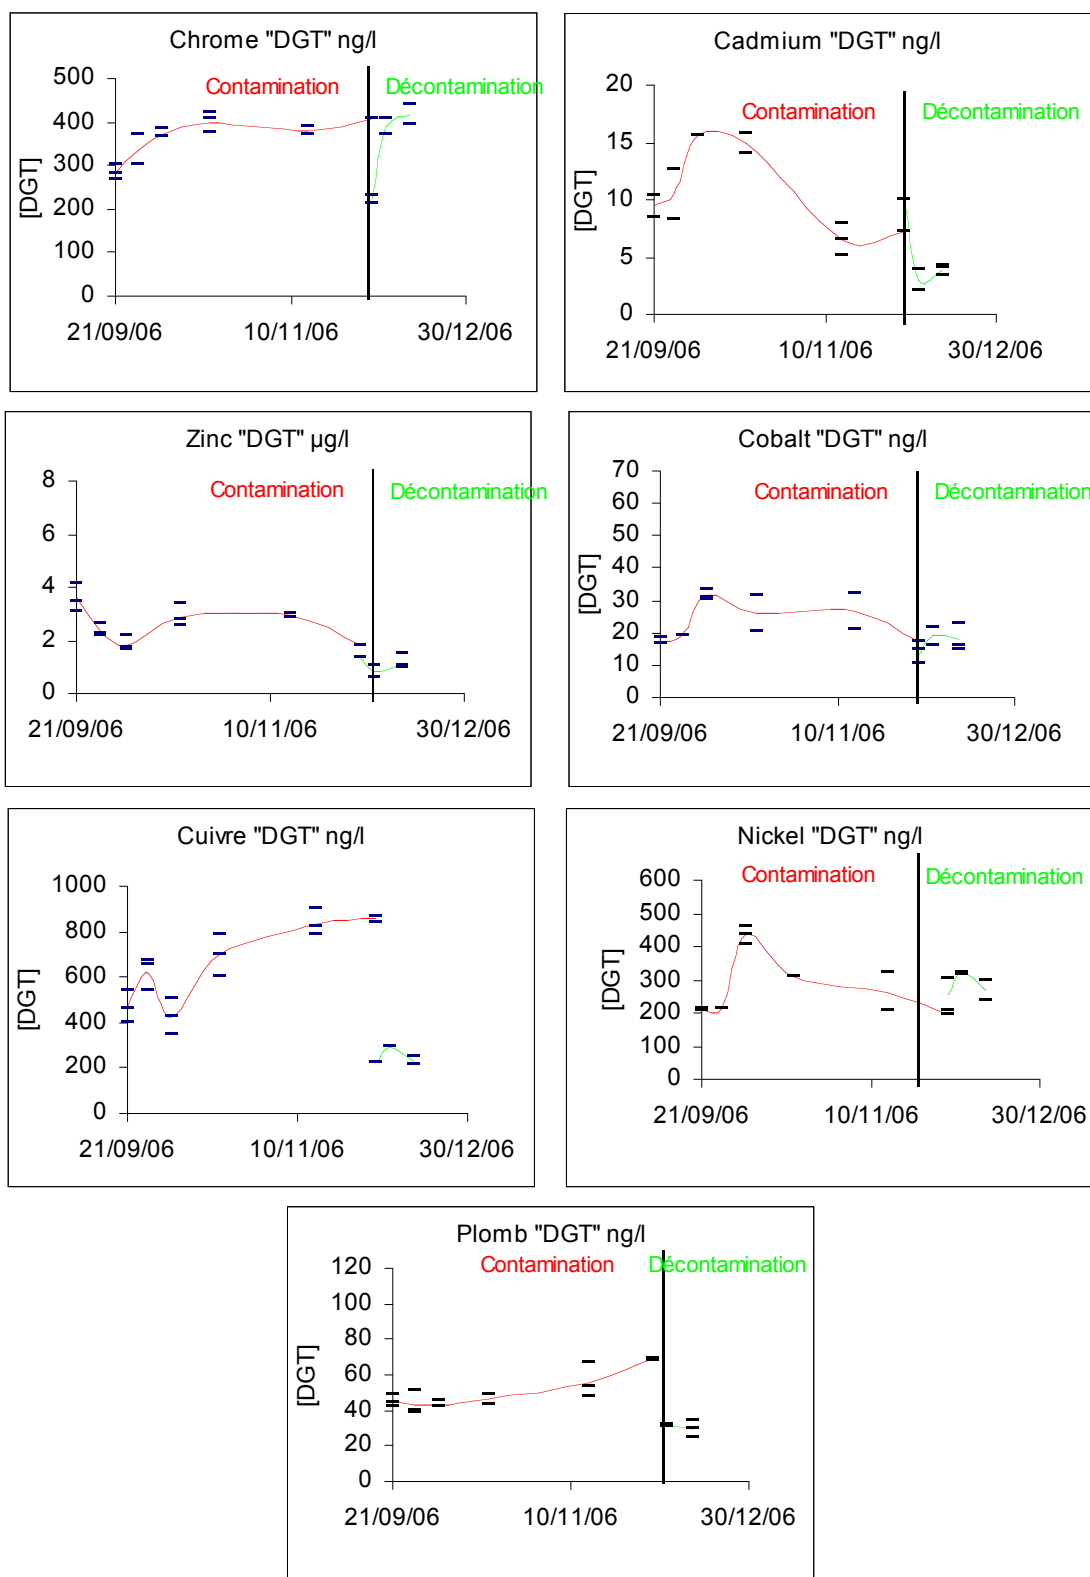 Chrome "DGT" ng/l
Contamination
Décontamination
[DGT]
500
400
300
200
100
0
21/09/06
10/11/06
30/12/06
Cadmium "DGT" ng/l
Contamination
Décontamination
[DGT]
20
15
10
5
0
21/09/06
10/11/06
30/12/06
Zinc "DGT" µg/l
Contamination
Décontamination
8
6
4
2
0
21/09/06
10/11/06
30/12/06
Cobalt "DGT" ng/l
Contamination
Décontamination
[DGT]
70
60
50
40
30
20
10
0
21/09/06
10/11/06
30/12/06
Cuivre "DGT" ng/l
[DGT]
1000
800
600
400
200
0
21/09/06
10/11/06
30/12/06
Nickel "DGT" ng/l
Contamination
Décontamination
[DGT]
600
500
400
300
200
100
0
21/09/06
10/11/06
30/12/06
Plomb "DGT" ng/l
Contamination
Décontamination
[DGT]
120
100
80
60
40
20
0
21/09/06
10/11/06
30/12/06